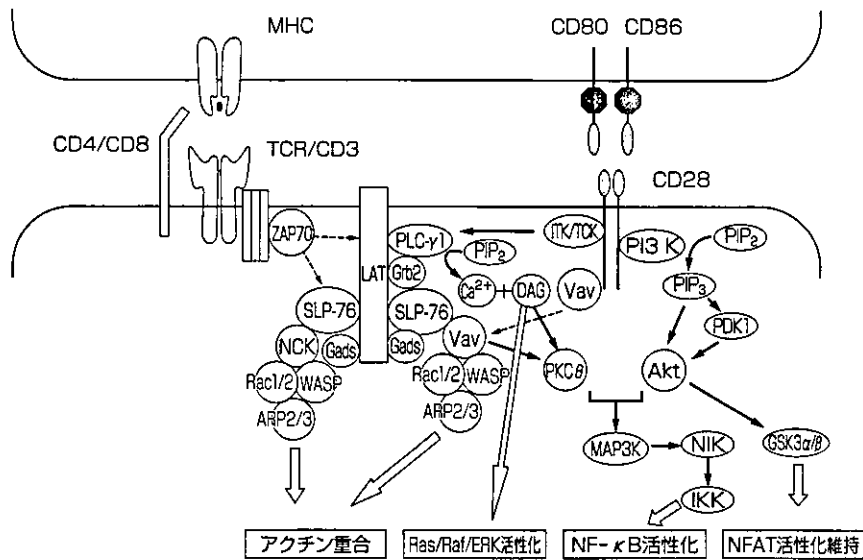 MHC
CD80 CD86
CD4/CD8
TCR/CD3
CD28
ZAP70
LAT
PLC-γ1
ITK/TCK
PI3 K
PIP2
PIP2
Grb2
Ca2+ + DAG
Vav
PIP3
SLP-76
SLP-76
PDK1
NCK
Gads
Gads
Vav
PKCθ
Akt
Rac1/2 WASP
Rac1/2 WASP
ARP2/3
ARP2/3
MAP3K
NIK
GSK3α/β
IKK
アクチン重合
Ras/Raf/ERK活性化
NF-κB活性化
NFAT活性化維持